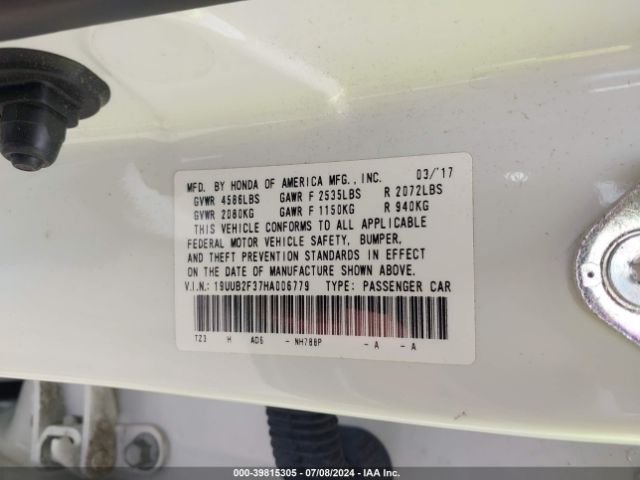 MFD. BY HONDA OF AMERICA MFG., INC. 03/'17
GVWR 4586LBS GAWR F 2535LBS R 2072LBS
GVWR 2080KG GAWR F 1150KG R 940KG
THIS VEHICLE CONFORMS TO ALL APPLICABLE
FEDERAL MOTOR VEHICLE SAFETY, BUMPER,
AND THEFT PREVENTION STANDARDS IN EFFECT
ON THE DATE OF MANUFACTURE SHOWN ABOVE.
V.I.N.: 19UUB2F37HA006779 TYPE: PASSENGER CAR
TZ3 H AD6 - NH788P - A - A
000-39815305 - 07/08/2024 - IAA Inc.